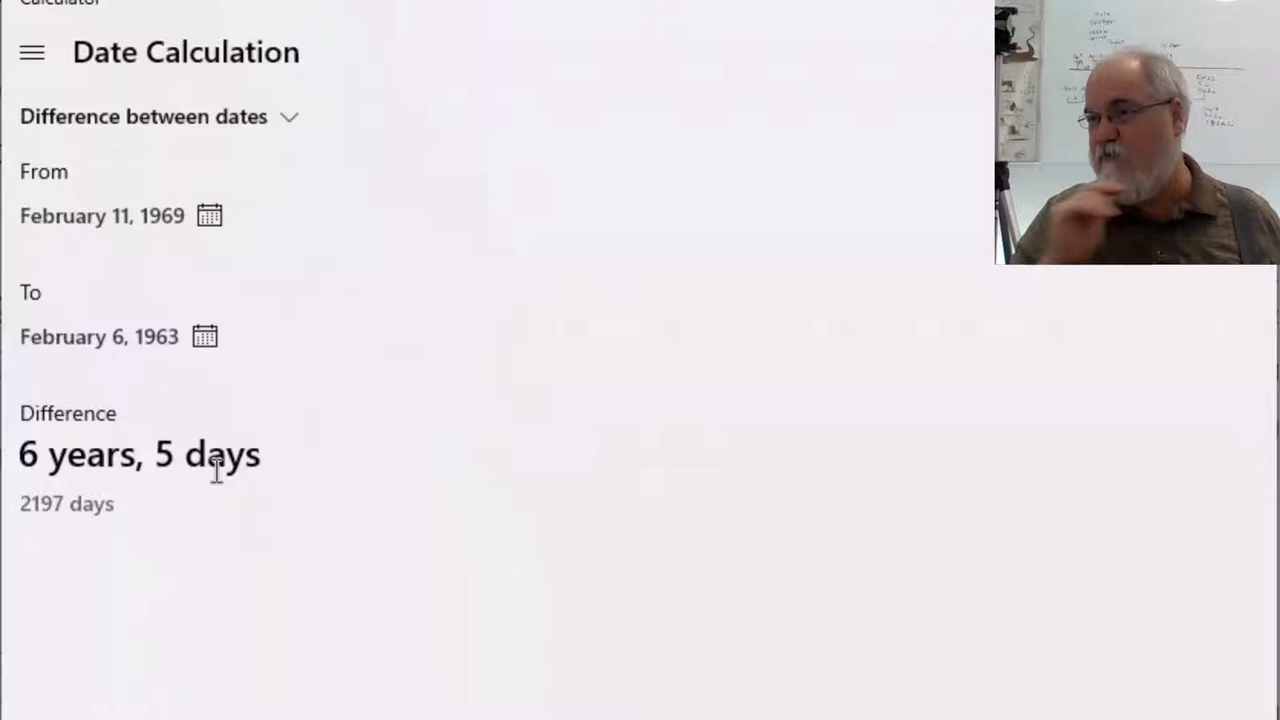 Calculator
Date Calculation
Difference between dates
From
February 11, 1969
To
February 6, 1963
Difference
6 years, 5 days
2197 days